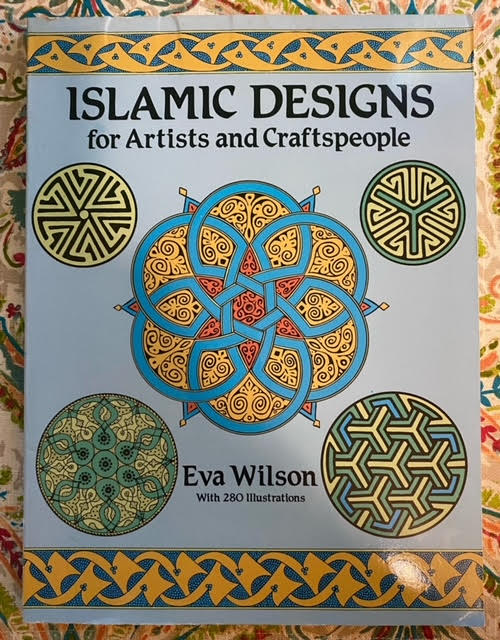 ISLAMIC DESIGNS
for Artists and Craftspeople
Eva Wilson
With 280 Illustrations